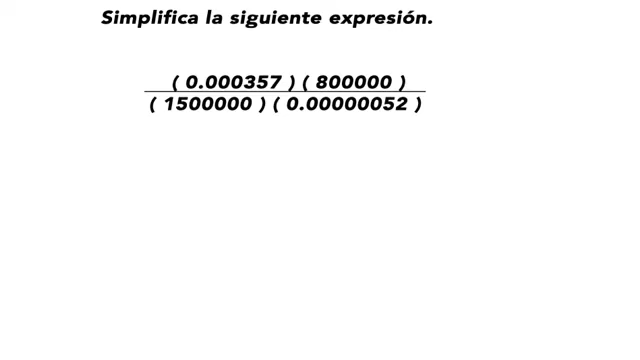 Simplifica la siguiente expresión.
( 0.000357 ) ( 800000 )
( 1500000 ) ( 0.00000052 )